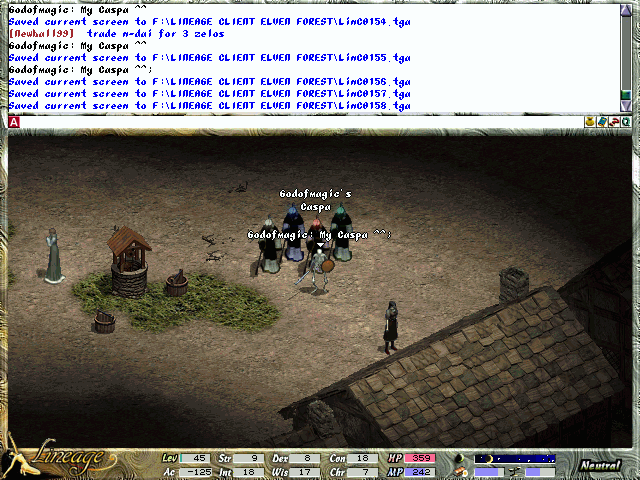 Godofmagic: My Caspa ^^
Saved current screen to F:\LINEAGE CLIENT ELVEN FOREST\LinC0154.tga
[Newhall99] trade n-dai for 3 zelos
Godofmagic: My Caspa ^^
Saved current screen to F:\LINEAGE CLIENT ELVEN FOREST\LinC0155.tga
Godofmagic: My Caspa ^^;
Saved current screen to F:\LINEAGE CLIENT ELVEN FOREST\LinC0156.tga
Saved current screen to F:\LINEAGE CLIENT ELVEN FOREST\LinC0157.tga
Saved current screen to F:\LINEAGE CLIENT ELVEN FOREST\LinC0158.tga
A
Godofmagic's
Caspa
Godofmagic: My Caspa ^^;
Lineage
Lev 45 Str 9 Dex 8 Con 18 HP 359
Ac -125 Int 18 Wis 17 Chr 7 MP 242
Neutral